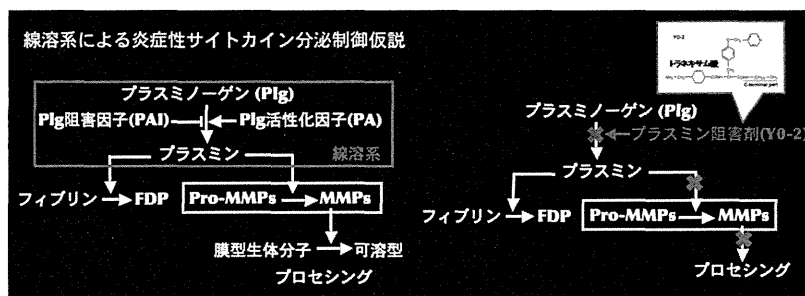 線溶系による炎症性サイトカイン分泌制御仮説
プラスミノーゲン (Plg)
Plg阻害因子(PAI)
Plg活性化因子(PA)
プラスミン
線溶系
フィブリン
FDP
Pro-MMPs
MMPs
膜型生体分子
可溶型
プロセシング
YO-2
トラネキサム酸
C-terminal part
プラスミノーゲン (Plg)
プラスミン阻害剤(YO-2)
プラスミン
フィブリン
FDP
Pro-MMPs
MMPs
プロセシング